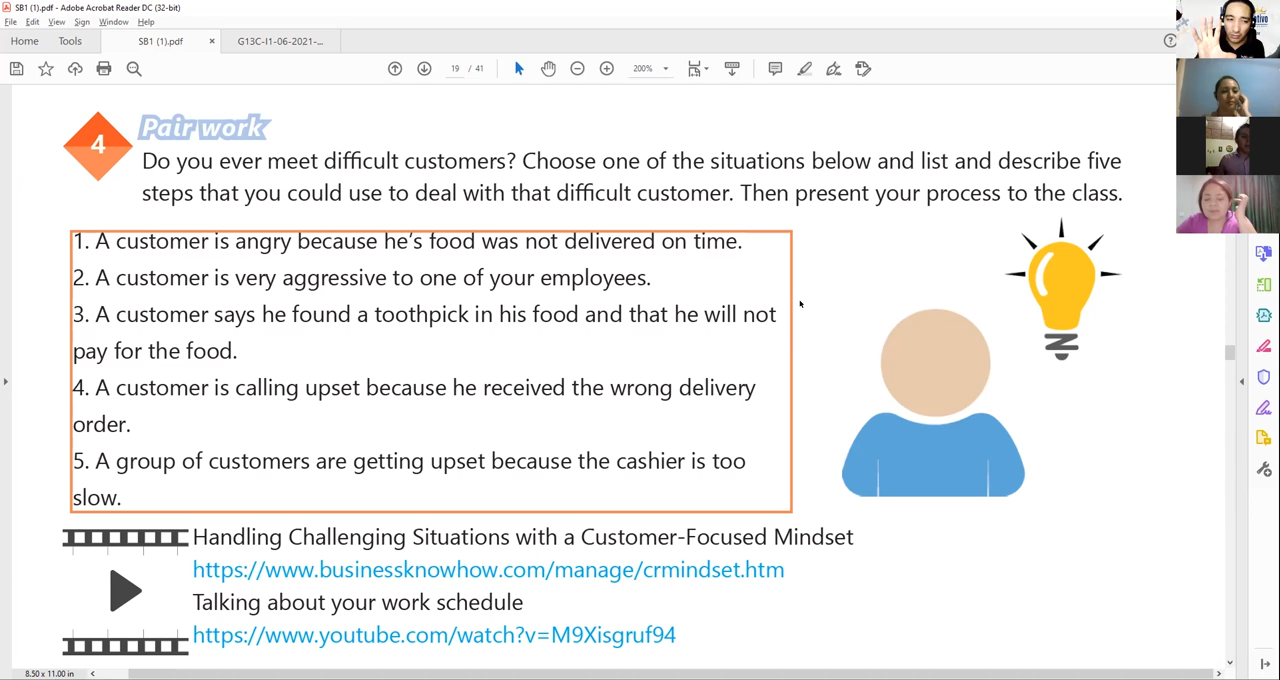 SB1 (1).pdf - Adobe Acrobat Reader DC (32-bit)
File Edit View Sign Window Help
Home Tools SB1 (1).pdf × G13C-I1-06-2021-...
19 / 41 200%
4 Pair work
Do you ever meet difficult customers? Choose one of the situations below and list and describe five
steps that you could use to deal with that difficult customer. Then present your process to the class.
1. A customer is angry because he's food was not delivered on time.
2. A customer is very aggressive to one of your employees.
3. A customer says he found a toothpick in his food and that he will not
pay for the food.
4. A customer is calling upset because he received the wrong delivery
order.
5. A group of customers are getting upset because the cashier is too
slow.
Handling Challenging Situations with a Customer-Focused Mindset
https://www.businessknowhow.com/manage/crmindset.htm
Talking about your work schedule
https://www.youtube.com/watch?v=M9Xisgruf94
8.50 x 11.00 in